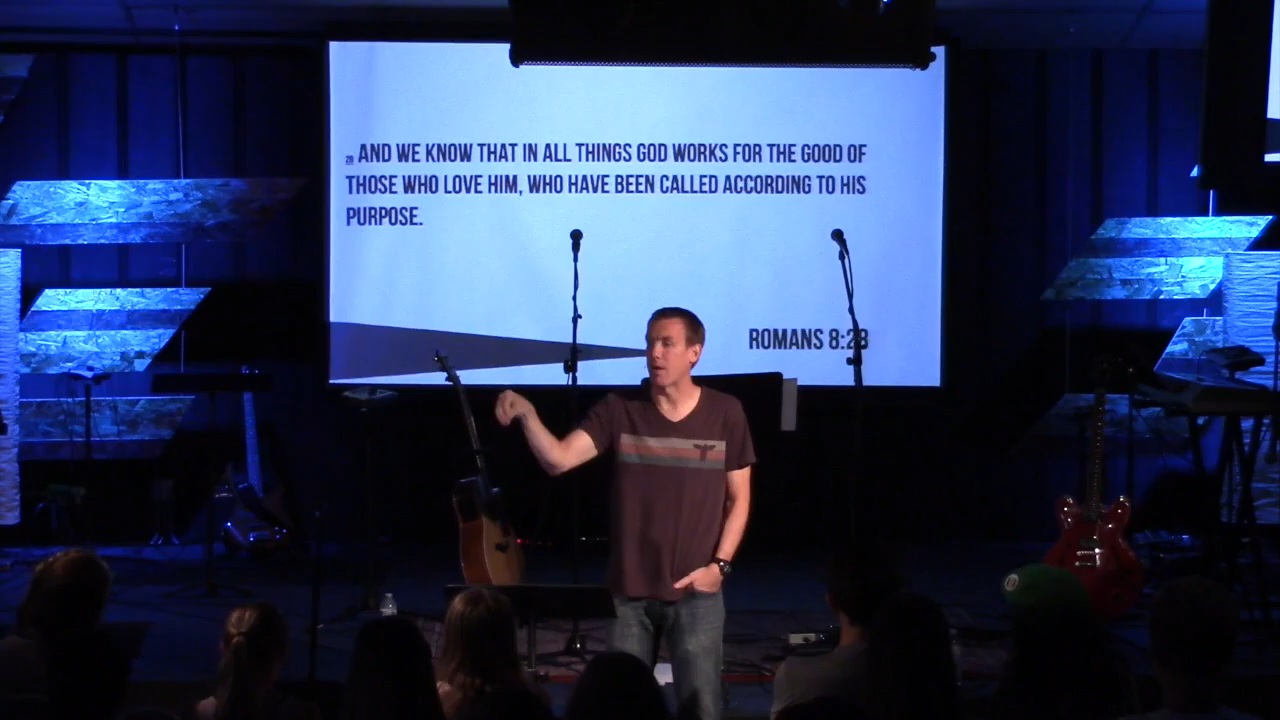 28 AND WE KNOW THAT IN ALL THINGS GOD WORKS FOR THE GOOD OF
THOSE WHO LOVE HIM, WHO HAVE BEEN CALLED ACCORDING TO HIS
PURPOSE.
ROMANS 8:28